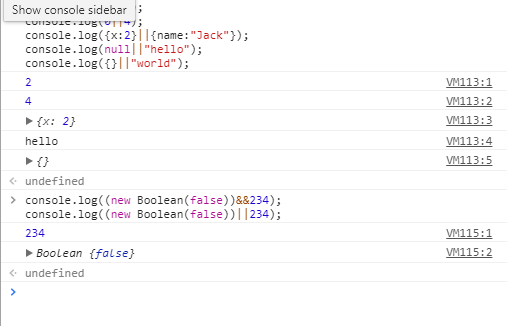 Show console sidebar
;
console.log(0||4);
console.log({x:2}||{name:"Jack"});
console.log(null||"hello");
console.log({}||"world");
2 VM113:1
4 VM113:2
▶{x: 2} VM113:3
hello VM113:4
▶{} VM113:5
undefined
console.log((new Boolean(false))&&234);
console.log((new Boolean(false))||234);
234 VM115:1
▶Boolean {false} VM115:2
undefined